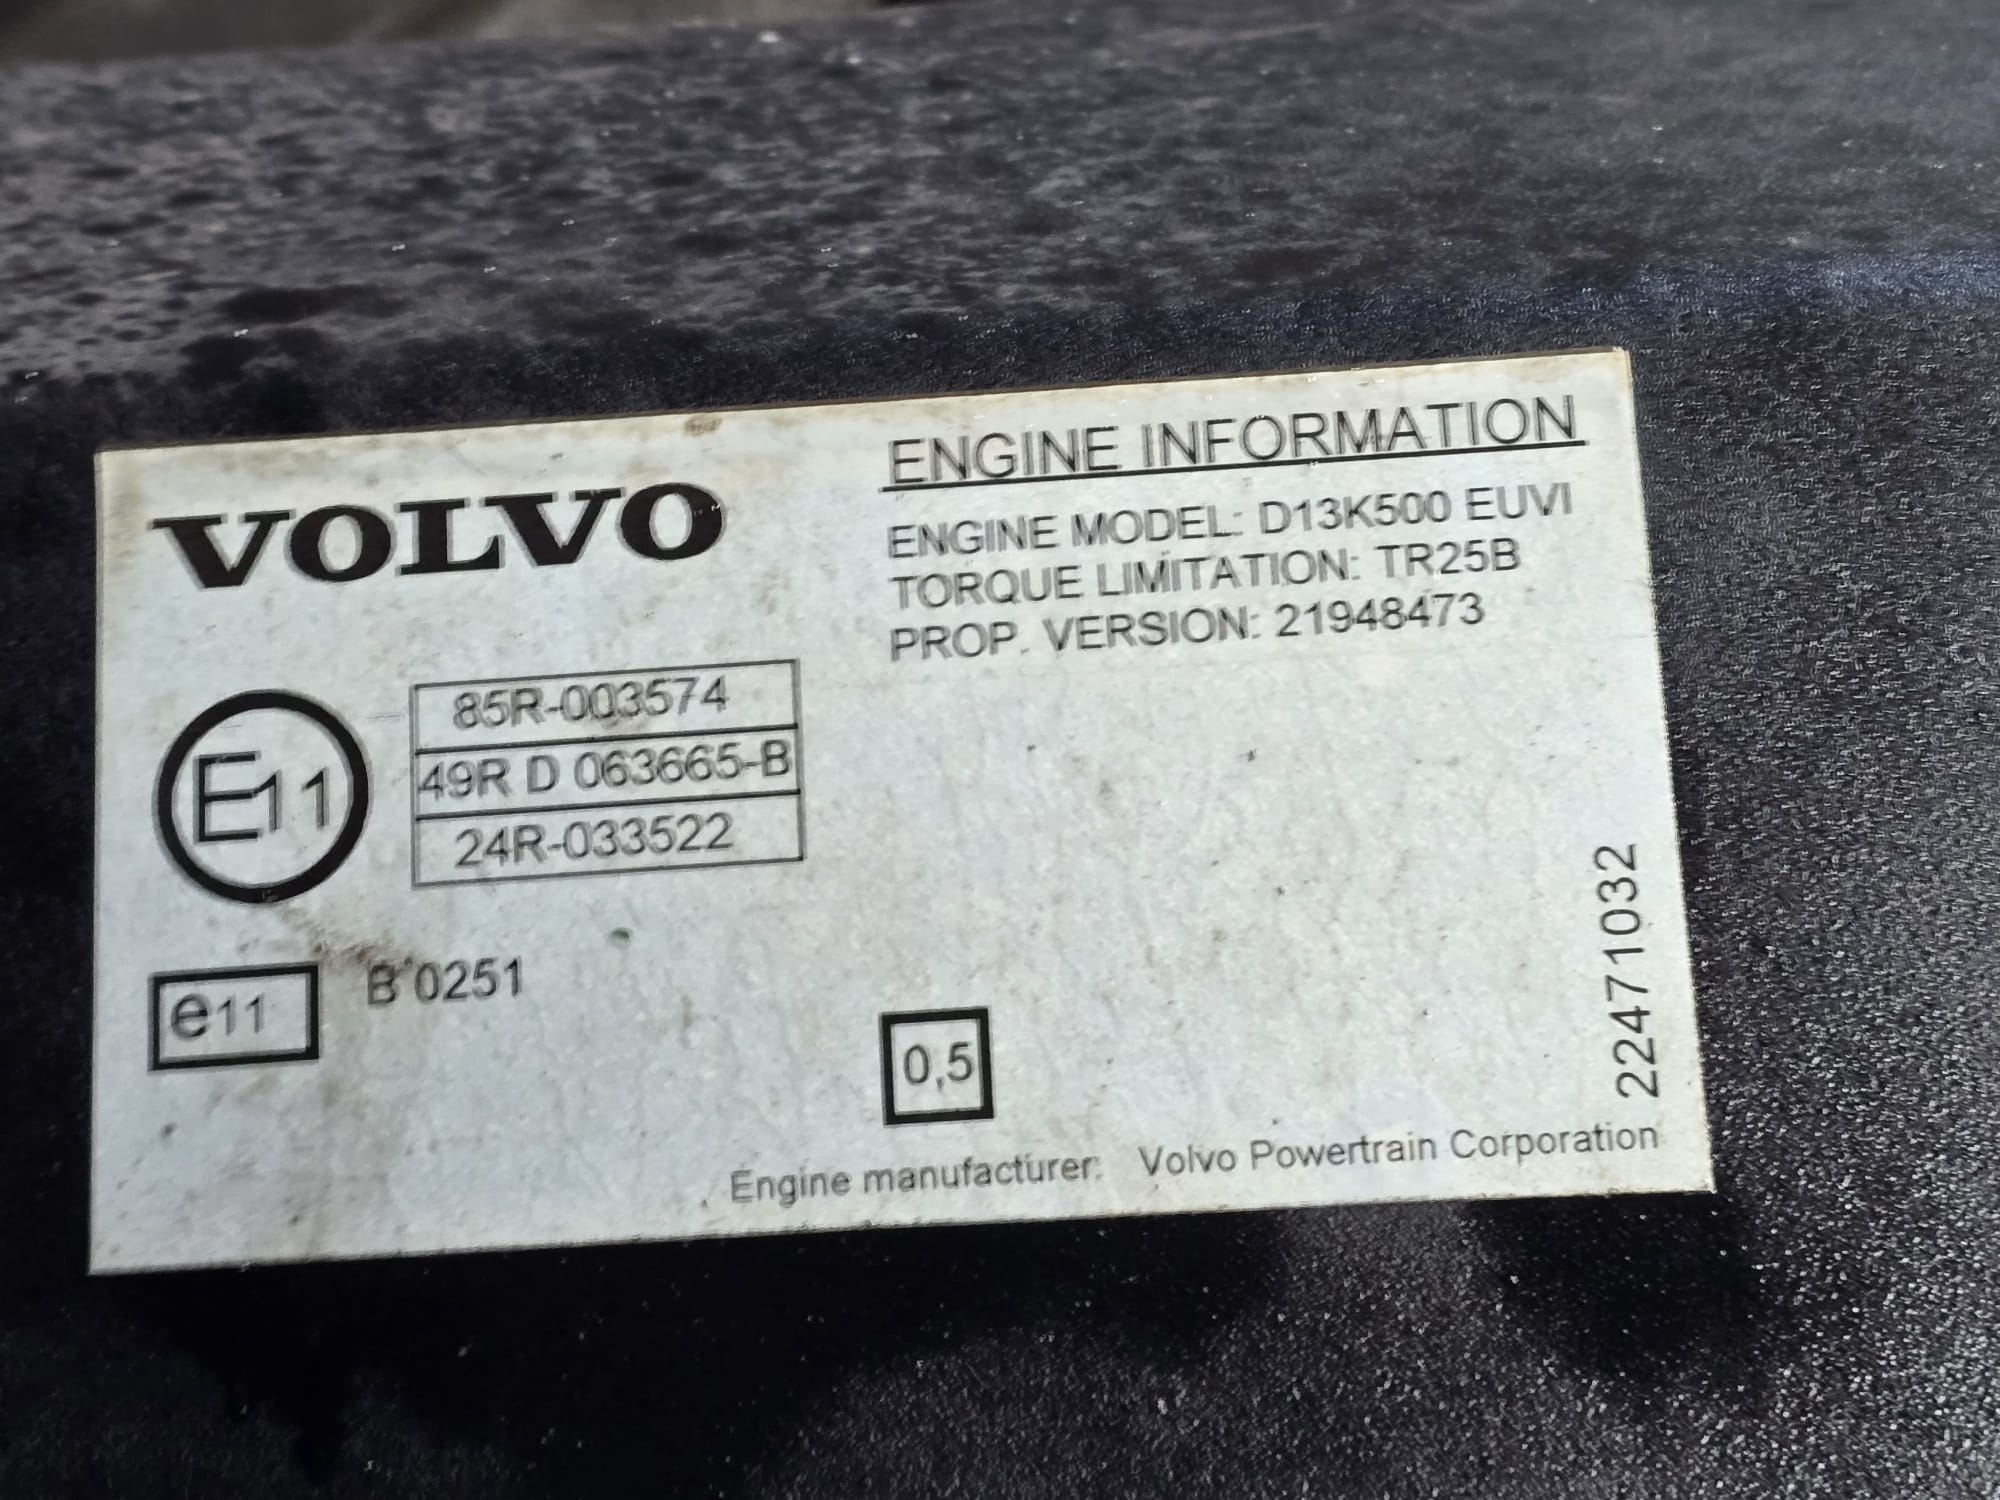 VOLVO
ENGINE INFORMATION
ENGINE MODEL: D13K500 EUVI
TORQUE LIMITATION: TR25B
PROP. VERSION: 21948473
E11
85R-003574
49R D 063665-B
24R-033522
e11
B 0251
0,5
22471032
Engine manufacturer: Volvo Powertrain Corporation